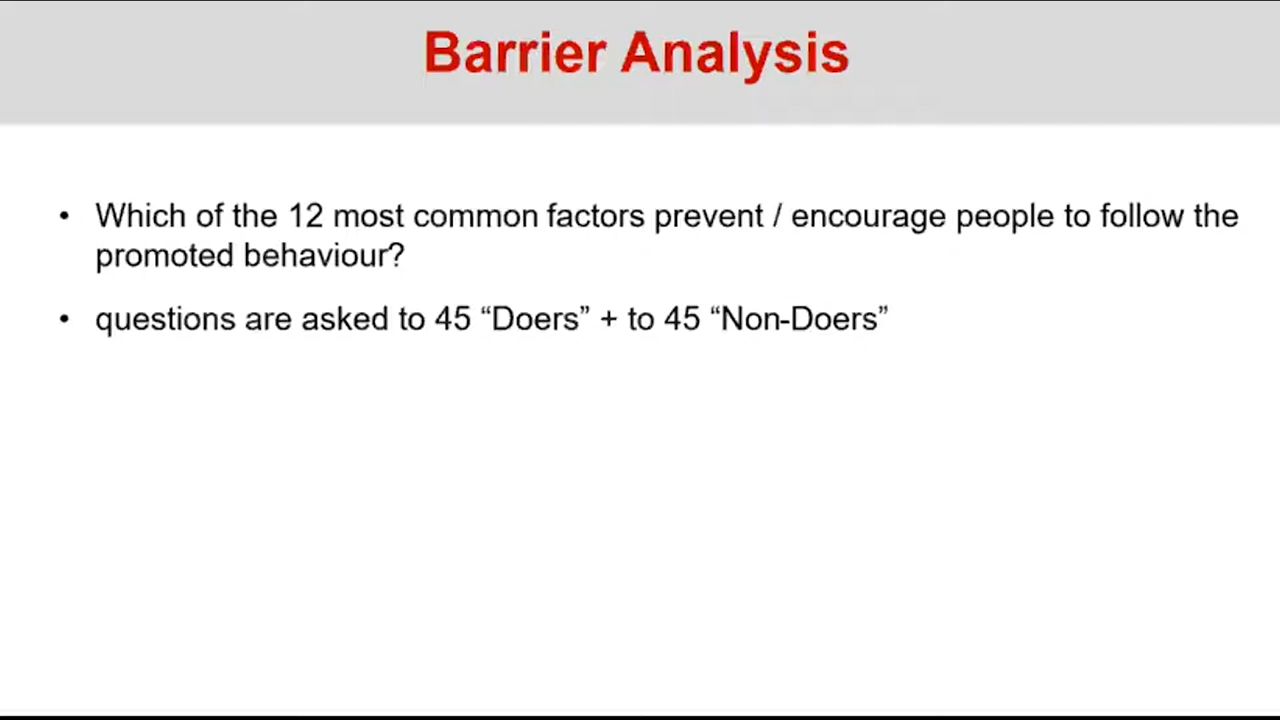 Barrier Analysis
• Which of the 12 most common factors prevent / encourage people to follow the
promoted behaviour?
• questions are asked to 45 “Doers” + to 45 “Non-Doers”